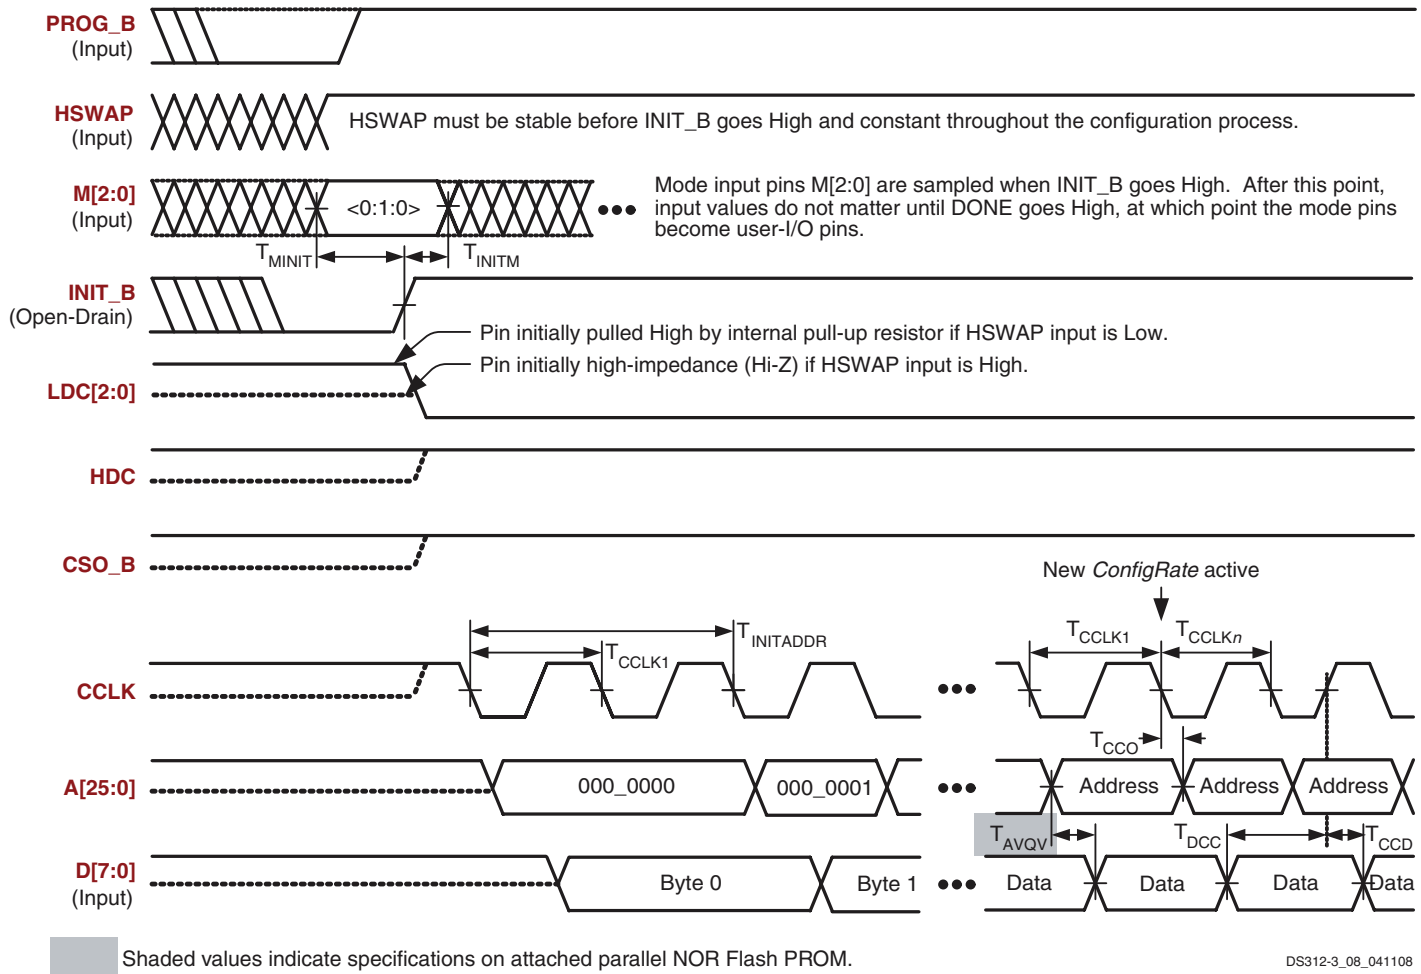 PROG_B
(Input)
HSWAP
(Input)
HSWAP must be stable before INIT_B goes High and constant throughout the configuration process.
M[2:0]
(Input)
<0:1:0>
Mode input pins M[2:0] are sampled when INIT_B goes High. After this point,
input values do not matter until DONE goes High, at which point the mode pins
become user-I/O pins.
TMINIT
TINITM
INIT_B
(Open-Drain)
Pin initially pulled High by internal pull-up resistor if HSWAP input is Low.
Pin initially high-impedance (Hi-Z) if HSWAP input is High.
LDC[2:0]
HDC
CSO_B
New ConfigRate active
TINITADDR
TCCLK1
TCCLK1
TCCLKn
CCLK
TCCO
A[25:0]
000_0000
000_0001
Address
Address
Address
TAVQV
TDCC
TCCD
D[7:0]
(Input)
Byte 0
Byte 1
Data
Data
Data
Data
Shaded values indicate specifications on attached parallel NOR Flash PROM.
DS312-3_08_041108